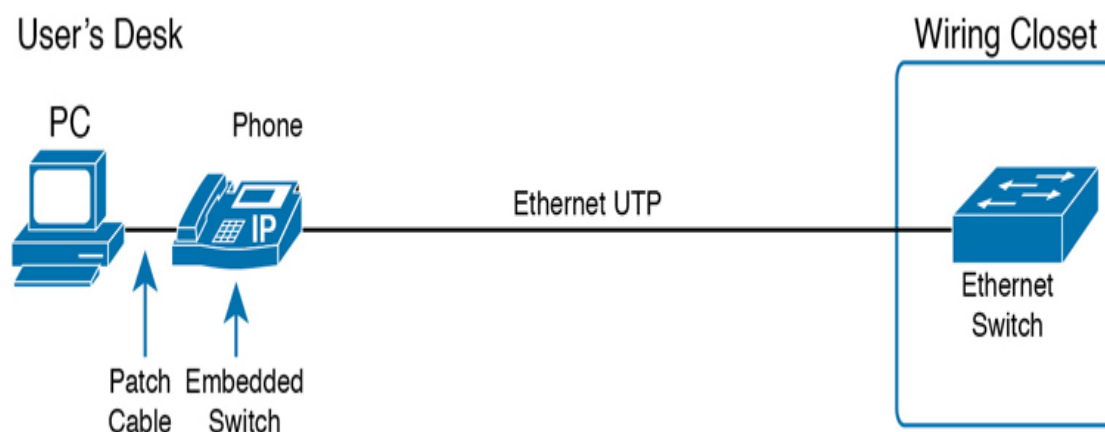 User's Desk
Wiring Closet
PC
Phone
IP
Ethernet UTP
Ethernet
Switch
Patch
Cable
Embedded
Switch